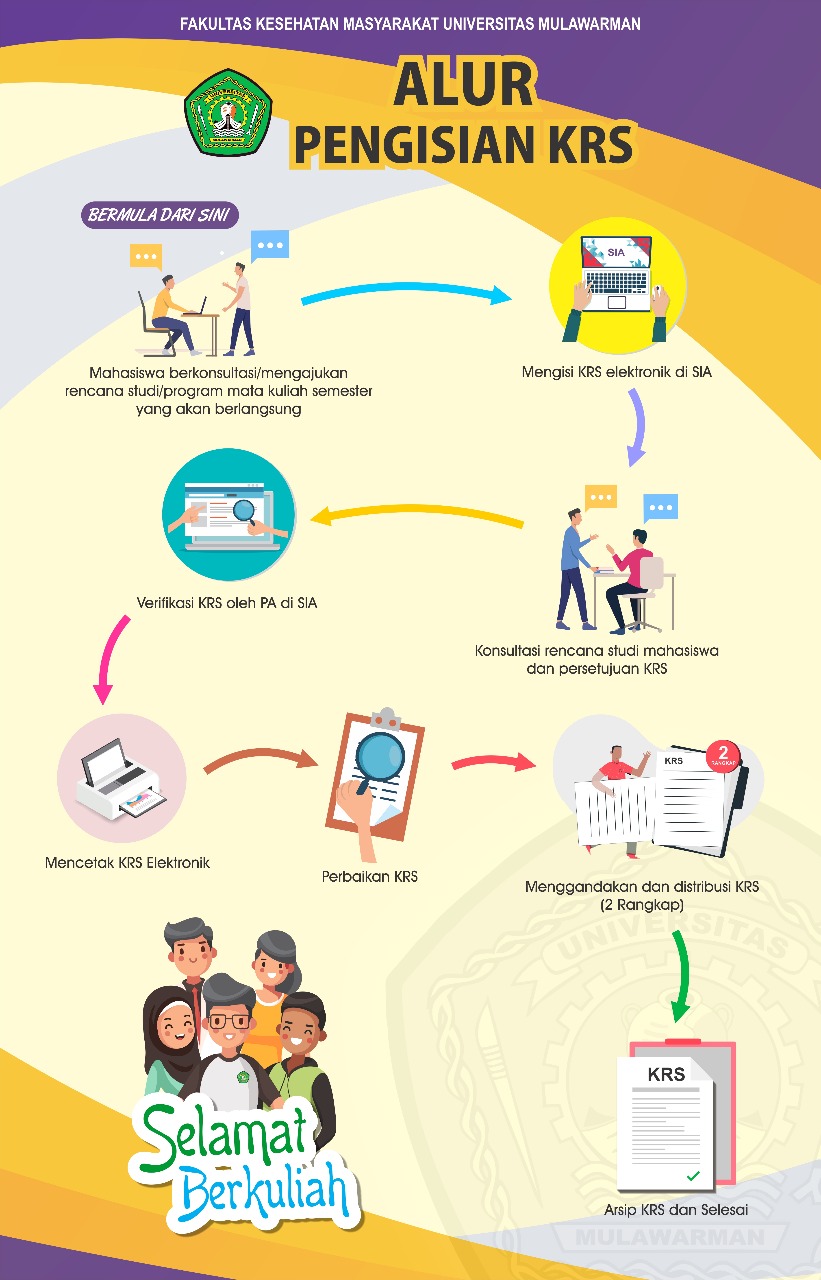 FAKULTAS KESEHATAN MASYARAKAT UNIVERSITAS MULAWARMAN
ALUR
PENGISIAN KRS
BERMULA DARI SINI
Mahasiswa berkonsultasi/mengajukan
rencana studi/program mata kuliah semester
yang akan berlangsung
SIA
Mengisi KRS elektronik di SIA
Konsultasi rencana studi mahasiswa
dan persetujuan KRS
Verifikasi KRS oleh PA di SIA
Mencetak KRS Elektronik
Perbaikan KRS
KRS
2
RANGKAP
Menggandakan dan distribusi KRS
(2 Rangkap)
KRS
Arsip KRS dan Selesai
Selamat
Berkuliah
UNIVERSITAS
MULAWARMAN